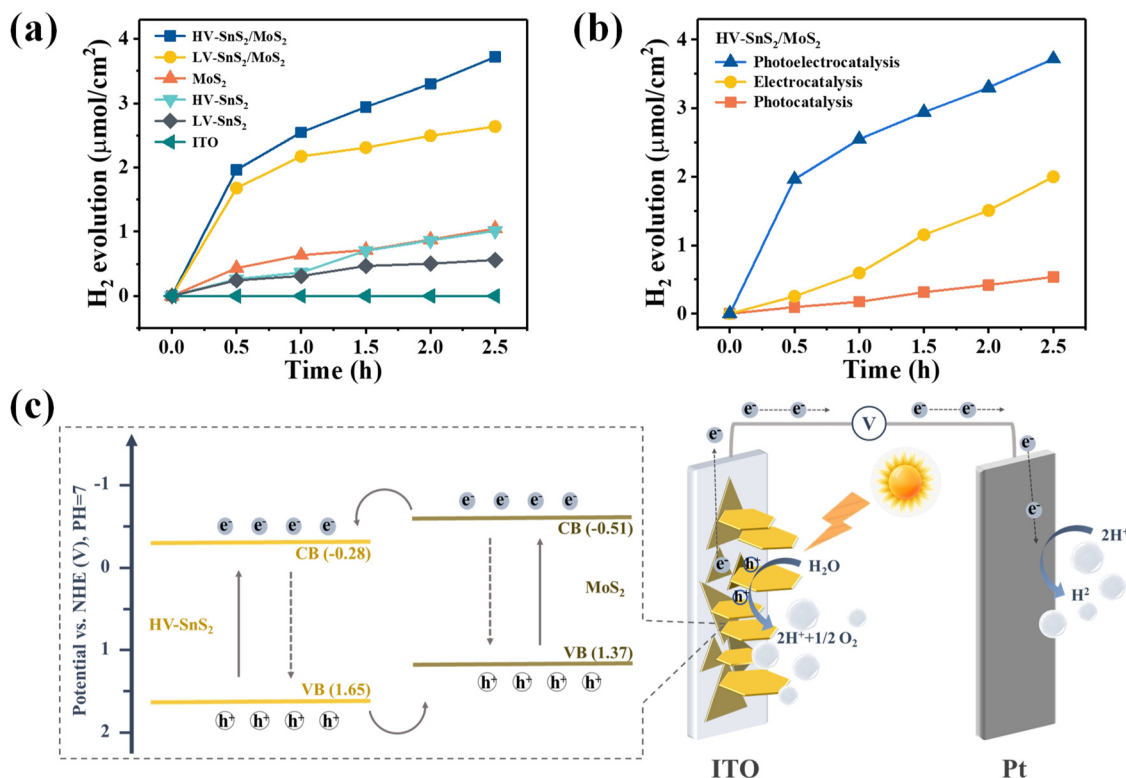 (a)
H₂ evolution (μmol/cm²)
4
3
2
1
0
HV-SnS₂/MoS₂
LV-SnS₂/MoS₂
MoS₂
HV-SnS₂
LV-SnS₂
ITO
0.0 0.5 1.0 1.5 2.0 2.5
Time (h)
(b)
H₂ evolution (μmol/cm²)
4
3
2
1
0
HV-SnS₂/MoS₂
Photoelectrocatalysis
Electrocatalysis
Photocatalysis
0.0 0.5 1.0 1.5 2.0 2.5
Time (h)
(c)
Potential vs. NHE (V), PH=7
-1
0
1
2
e⁻ e⁻ e⁻ e⁻
CB (-0.28)
HV-SnS₂
VB (1.65)
h⁺ h⁺ h⁺ h⁺
e⁻ e⁻ e⁻ e⁻
CB (-0.51)
MoS₂
VB (1.37)
h⁺ h⁺ h⁺ h⁺
e⁻ e⁻ V e⁻ e⁻
e⁻
e⁻
e⁻
h⁺
h⁺
H₂O
2H⁺+1/2 O₂
ITO
e⁻
e⁻
2H⁺
H²
Pt